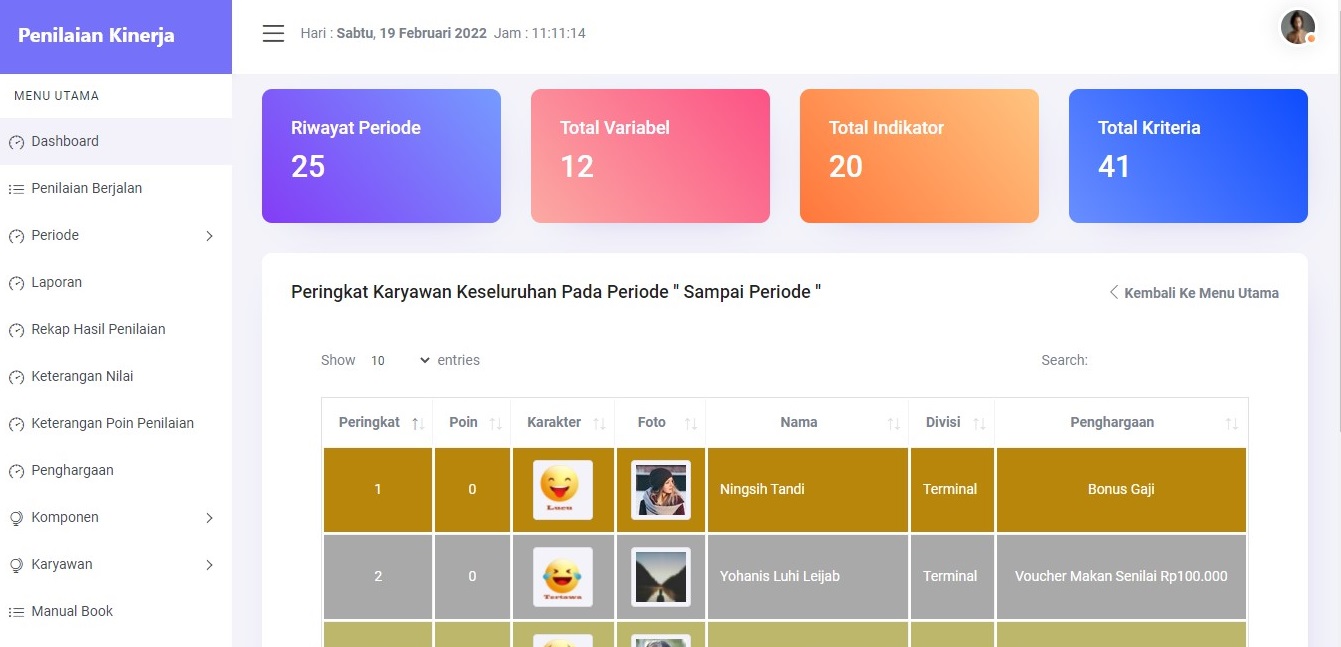 Penilaian Kinerja
Hari : Sabtu, 19 Februari 2022 Jam : 11:11:14
MENU UTAMA
Dashboard
Penilaian Berjalan
Periode
Laporan
Rekap Hasil Penilaian
Keterangan Nilai
Keterangan Poin Penilaian
Penghargaan
Komponen
Karyawan
Manual Book
Riwayat Periode
25
Total Variabel
12
Total Indikator
20
Total Kriteria
41
Peringkat Karyawan Keseluruhan Pada Periode " Sampai Periode "
Kembali Ke Menu Utama
Show 10 entries
Search:
Peringkat Poin Karakter Foto Nama Divisi Penghargaan
1 0 Lucu Ningsih Tandi Terminal Bonus Gaji
2 0 Tertawa Yohanis Luhi Leijab Terminal Voucher Makan Senilai Rp100.000